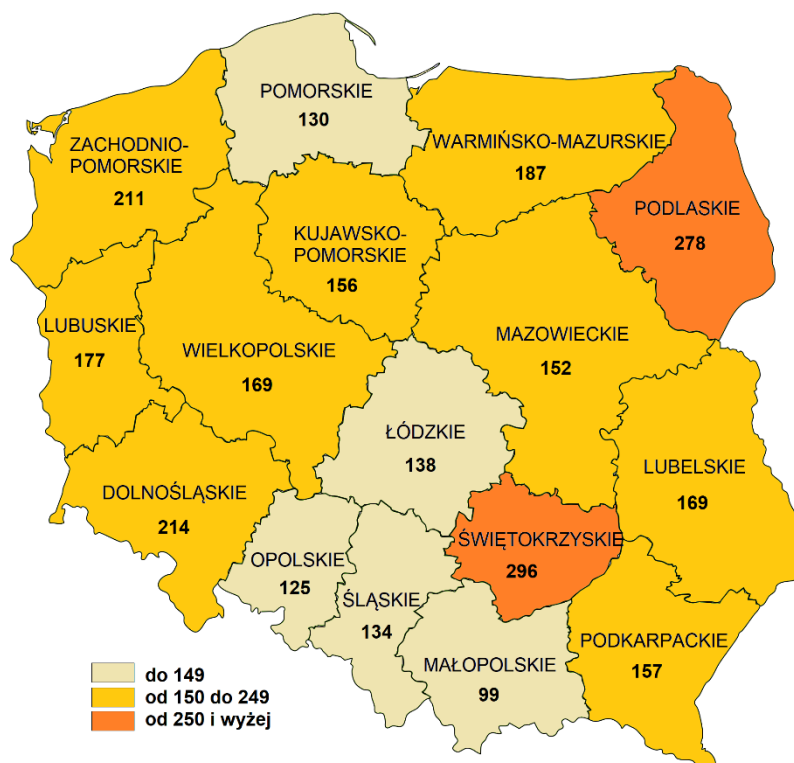 POMORSKIE
130
ZACHODNIO-
POMORSKIE
211
WARMIŃSKO-MAZURSKIE
187
PODLASKIE
278
KUJAWSKO-
POMORSKIE
156
LUBUSKIE
177
WIELKOPOLSKIE
169
MAZOWIECKIE
152
ŁÓDZKIE
138
LUBELSKIE
169
DOLNOŚLĄSKIE
214
OPOLSKIE
125
ŚLĄSKIE
134
ŚWIĘTOKRZYSKIE
296
MAŁOPOLSKIE
99
PODKARPACKIE
157
do 149
od 150 do 249
od 250 i wyżej